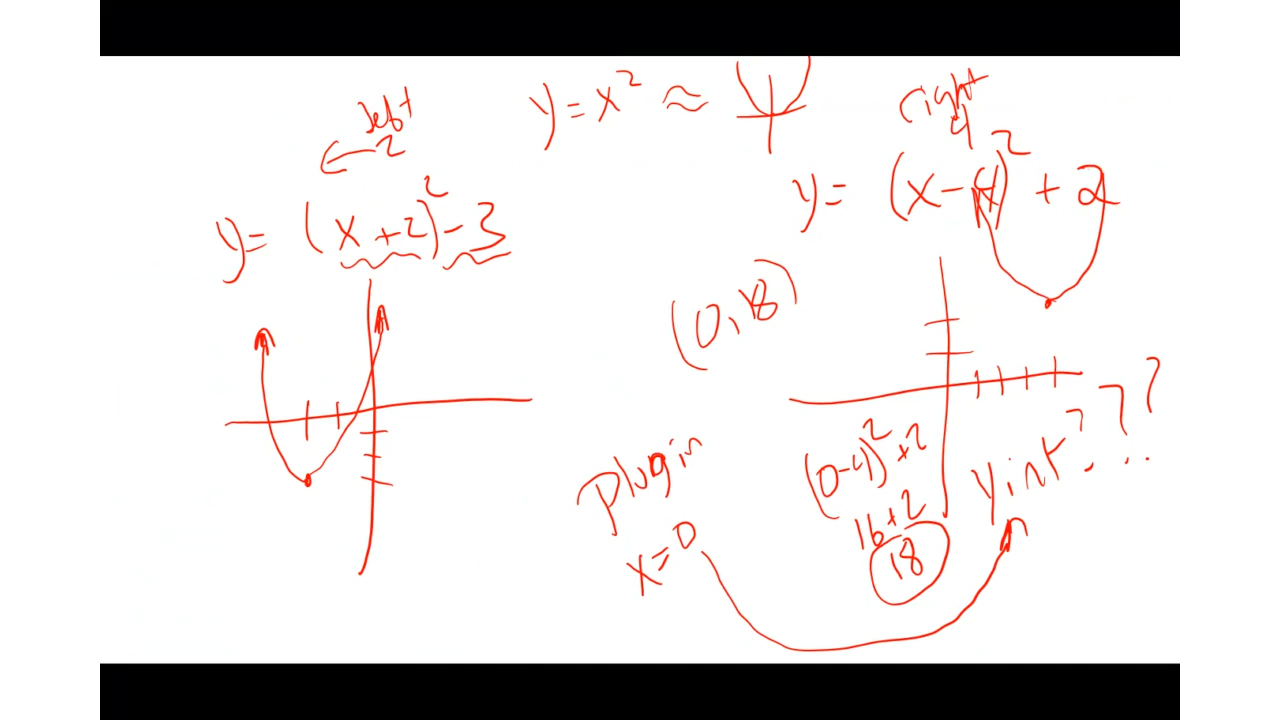 y = x² ≈
left
← 2
y = (x + 2)² - 3
right
4
y = (x - 4)² + 2
(0, 18)
plug in
x = 0
(0-4)² + 2
16 + 2
18
y int? ? ?